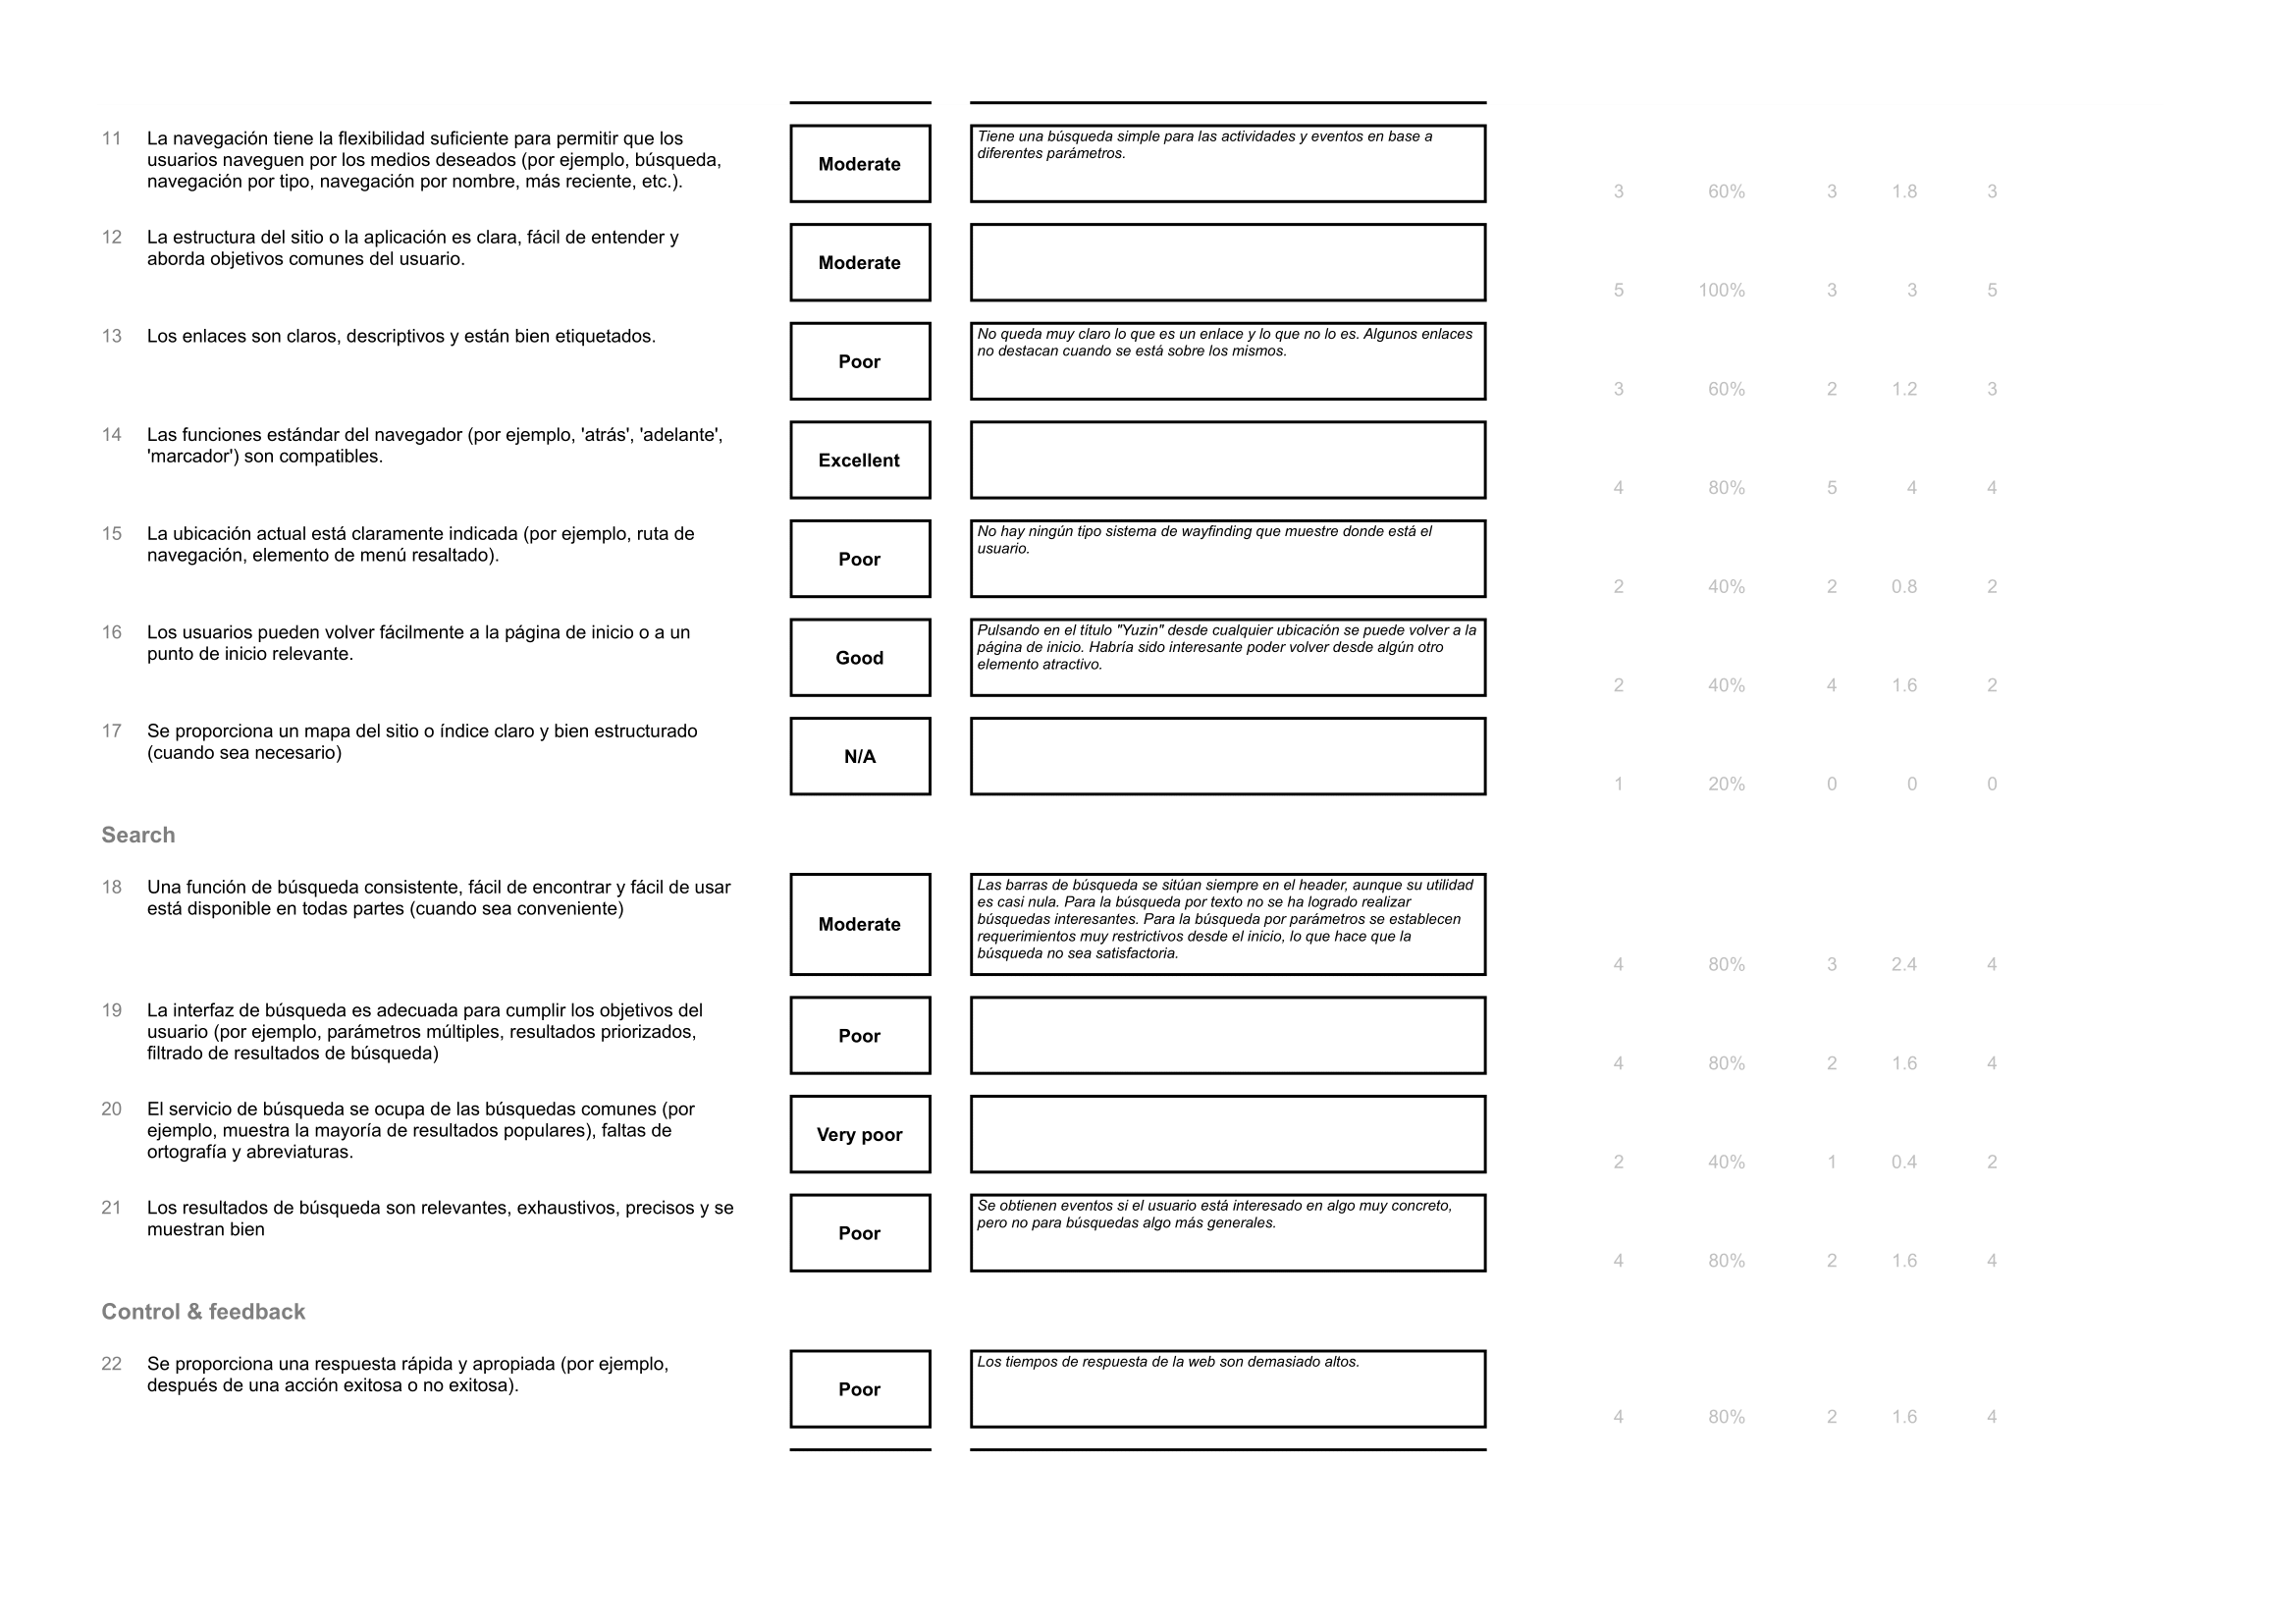 11 La navegación tiene la flexibilidad suficiente para permitir que los
usuarios naveguen por los medios deseados (por ejemplo, búsqueda,
navegación por tipo, navegación por nombre, más reciente, etc.).
Moderate
Tiene una búsqueda simple para las actividades y eventos en base a
diferentes parámetros.
3 60% 3 1.8 3
12 La estructura del sitio o la aplicación es clara, fácil de entender y
aborda objetivos comunes del usuario.
Moderate
5 100% 3 3 5
13 Los enlaces son claros, descriptivos y están bien etiquetados.
Poor
No queda muy claro lo que es un enlace y lo que no lo es. Algunos enlaces
no destacan cuando se está sobre los mismos.
3 60% 2 1.2 3
14 Las funciones estándar del navegador (por ejemplo, 'atrás', 'adelante',
'marcador') son compatibles.
Excellent
4 80% 5 4 4
15 La ubicación actual está claramente indicada (por ejemplo, ruta de
navegación, elemento de menú resaltado).
Poor
No hay ningún tipo sistema de wayfinding que muestre donde está el
usuario.
2 40% 2 0.8 2
16 Los usuarios pueden volver fácilmente a la página de inicio o a un
punto de inicio relevante.
Good
Pulsando en el título "Yuzin" desde cualquier ubicación se puede volver a la
página de inicio. Habría sido interesante poder volver desde algún otro
elemento atractivo.
2 40% 4 1.6 2
17 Se proporciona un mapa del sitio o índice claro y bien estructurado
(cuando sea necesario)
N/A
1 20% 0 0 0
Search
18 Una función de búsqueda consistente, fácil de encontrar y fácil de usar
está disponible en todas partes (cuando sea conveniente)
Moderate
Las barras de búsqueda se sitúan siempre en el header, aunque su utilidad
es casi nula. Para la búsqueda por texto no se ha logrado realizar
búsquedas interesantes. Para la búsqueda por parámetros se establecen
requerimientos muy restrictivos desde el inicio, lo que hace que la
búsqueda no sea satisfactoria.
4 80% 3 2.4 4
19 La interfaz de búsqueda es adecuada para cumplir los objetivos del
usuario (por ejemplo, parámetros múltiples, resultados priorizados,
filtrado de resultados de búsqueda)
Poor
4 80% 2 1.6 4
20 El servicio de búsqueda se ocupa de las búsquedas comunes (por
ejemplo, muestra la mayoría de resultados populares), faltas de
ortografía y abreviaturas.
Very poor
2 40% 1 0.4 2
21 Los resultados de búsqueda son relevantes, exhaustivos, precisos y se
muestran bien
Poor
Se obtienen eventos si el usuario está interesado en algo muy concreto,
pero no para búsquedas algo más generales.
4 80% 2 1.6 4
Control & feedback
22 Se proporciona una respuesta rápida y apropiada (por ejemplo,
después de una acción exitosa o no exitosa).
Poor
Los tiempos de respuesta de la web son demasiado altos.
4 80% 2 1.6 4